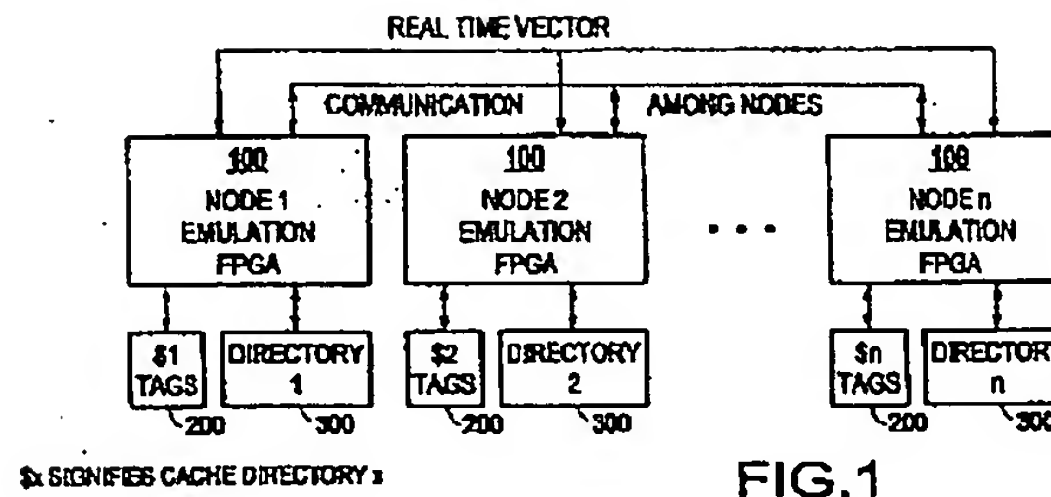 REAL TIME VECTOR
COMMUNICATION AMONG NODES
100 100 100
NODE 1 NODE 2 NODE n
EMULATION EMULATION EMULATION
FPGA FPGA • • • FPGA
$1 DIRECTORY $2 DIRECTORY $n DIRECTORY
TAGS 1 TAGS 2 TAGS n
200 300 200 300 200 300
$x SIGNIFIES CACHE DIRECTORY x
FIG.1